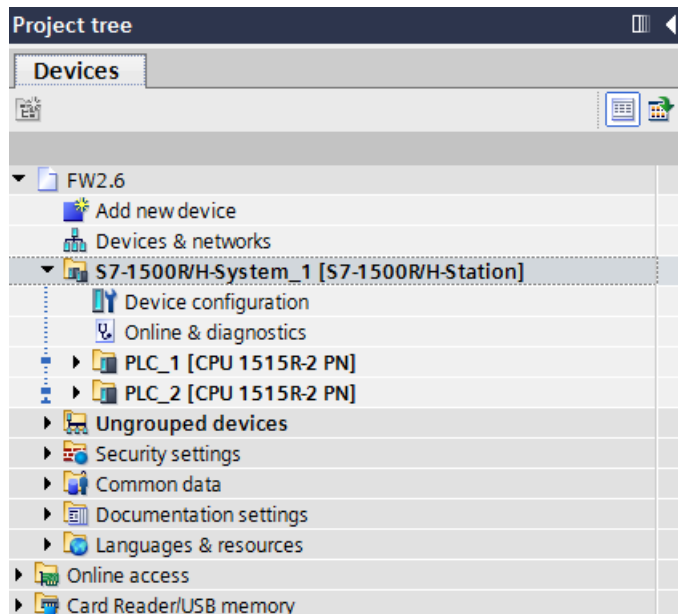 Project tree
Devices
FW2.6
Add new device
Devices & networks
S7-1500R/H-System_1 [S7-1500R/H-Station]
Device configuration
Online & diagnostics
PLC_1 [CPU 1515R-2 PN]
PLC_2 [CPU 1515R-2 PN]
Ungrouped devices
Security settings
Common data
Documentation settings
Languages & resources
Online access
Card Reader/USB memory